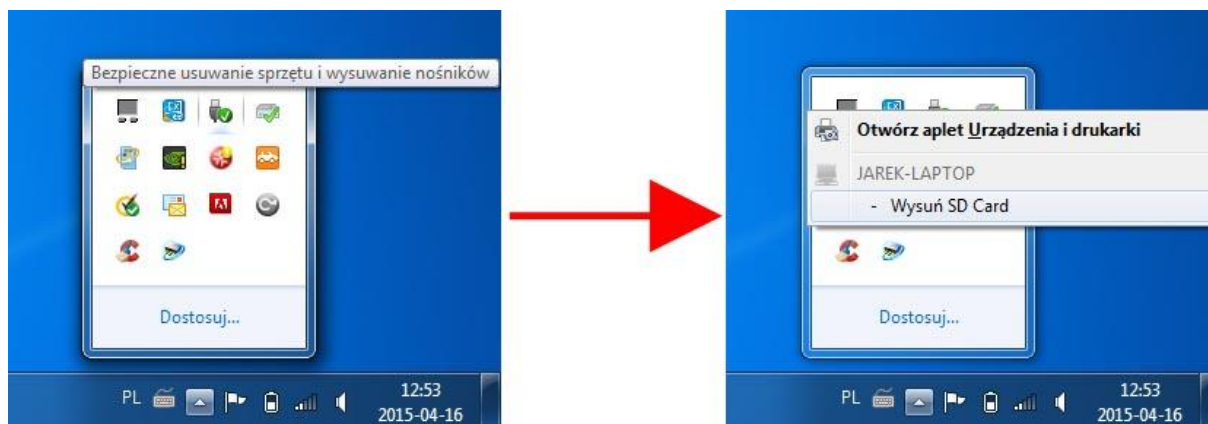 Bezpieczne usuwanie sprzętu i wysuwanie nośników
Dostosuj...
PL
12:53
2015-04-16
Otwórz aplet Urządzenia i drukarki
JAREK-LAPTOP
- Wysuń SD Card
Dostosuj...
PL
12:53
2015-04-16